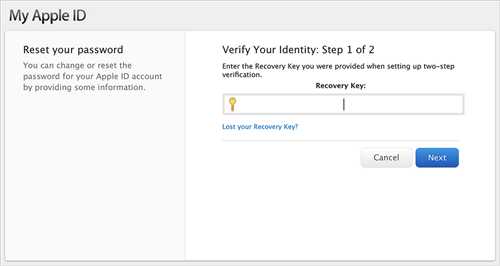 My Apple ID
Reset your password
You can change or reset the
password for your Apple ID account
by providing some information.
Verify Your Identity: Step 1 of 2
Enter the Recovery Key you were provided when setting up two-step
verification.
Recovery Key:
Lost your Recovery Key?
Cancel
Next